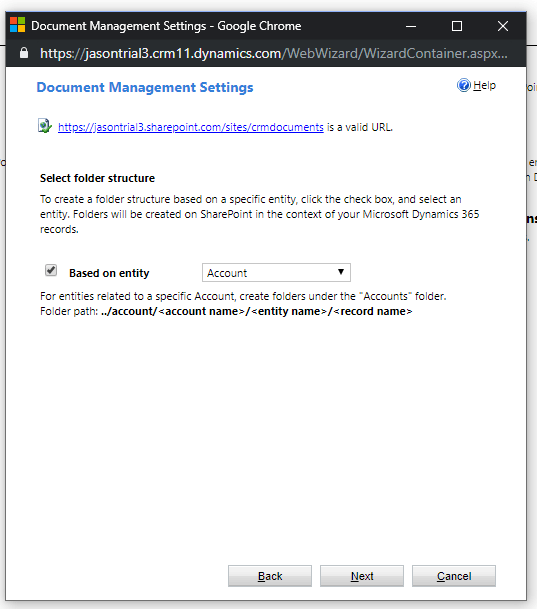 Document Management Settings - Google Chrome
https://jasontrial3.crm11.dynamics.com/WebWizard/WizardContainer.aspx...
Document Management Settings
Help
https://jasontrial3.sharepoint.com/sites/crmdocuments is a valid URL.
Select folder structure
To create a folder structure based on a specific entity, click the check box, and select an
entity. Folders will be created on SharePoint in the context of your Microsoft Dynamics 365
records.
Based on entity
Account
For entities related to a specific Account, create folders under the "Accounts" folder.
Folder path: ../account/<account name>/<entity name>/<record name>
Back
Next
Cancel